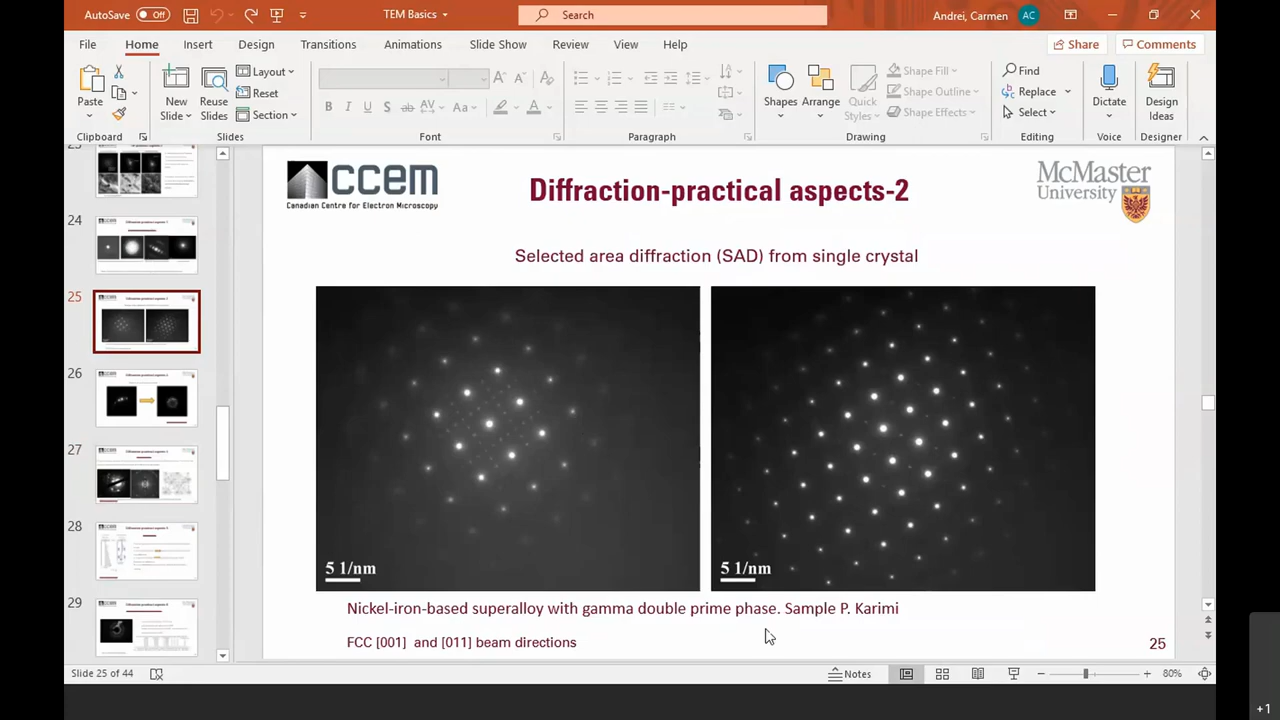 AutoSave Off TEM Basics Search Andrei, Carmen AC
File Home Insert Design Transitions Animations Slide Show Review View Help Share Comments
Paste New Slide Reuse Slides Layout Reset Section Shapes Arrange Quick Styles Shape Fill Shape Outline Shape Effects Find Replace Select Dictate Design Ideas
Clipboard Slides Font Paragraph Drawing Editing Voice Designer
24
25
26
27
28
29
ccem
Canadian Centre for Electron Microscopy
Diffraction-practical aspects-2
McMaster
University
Selected area diffraction (SAD) from single crystal
5 1/nm 5 1/nm
Nickel-iron-based superalloy with gamma double prime phase. Sample P. Karimi
FCC [001] and [011] beam directions
25
Slide 25 of 44 Notes 80%
+1